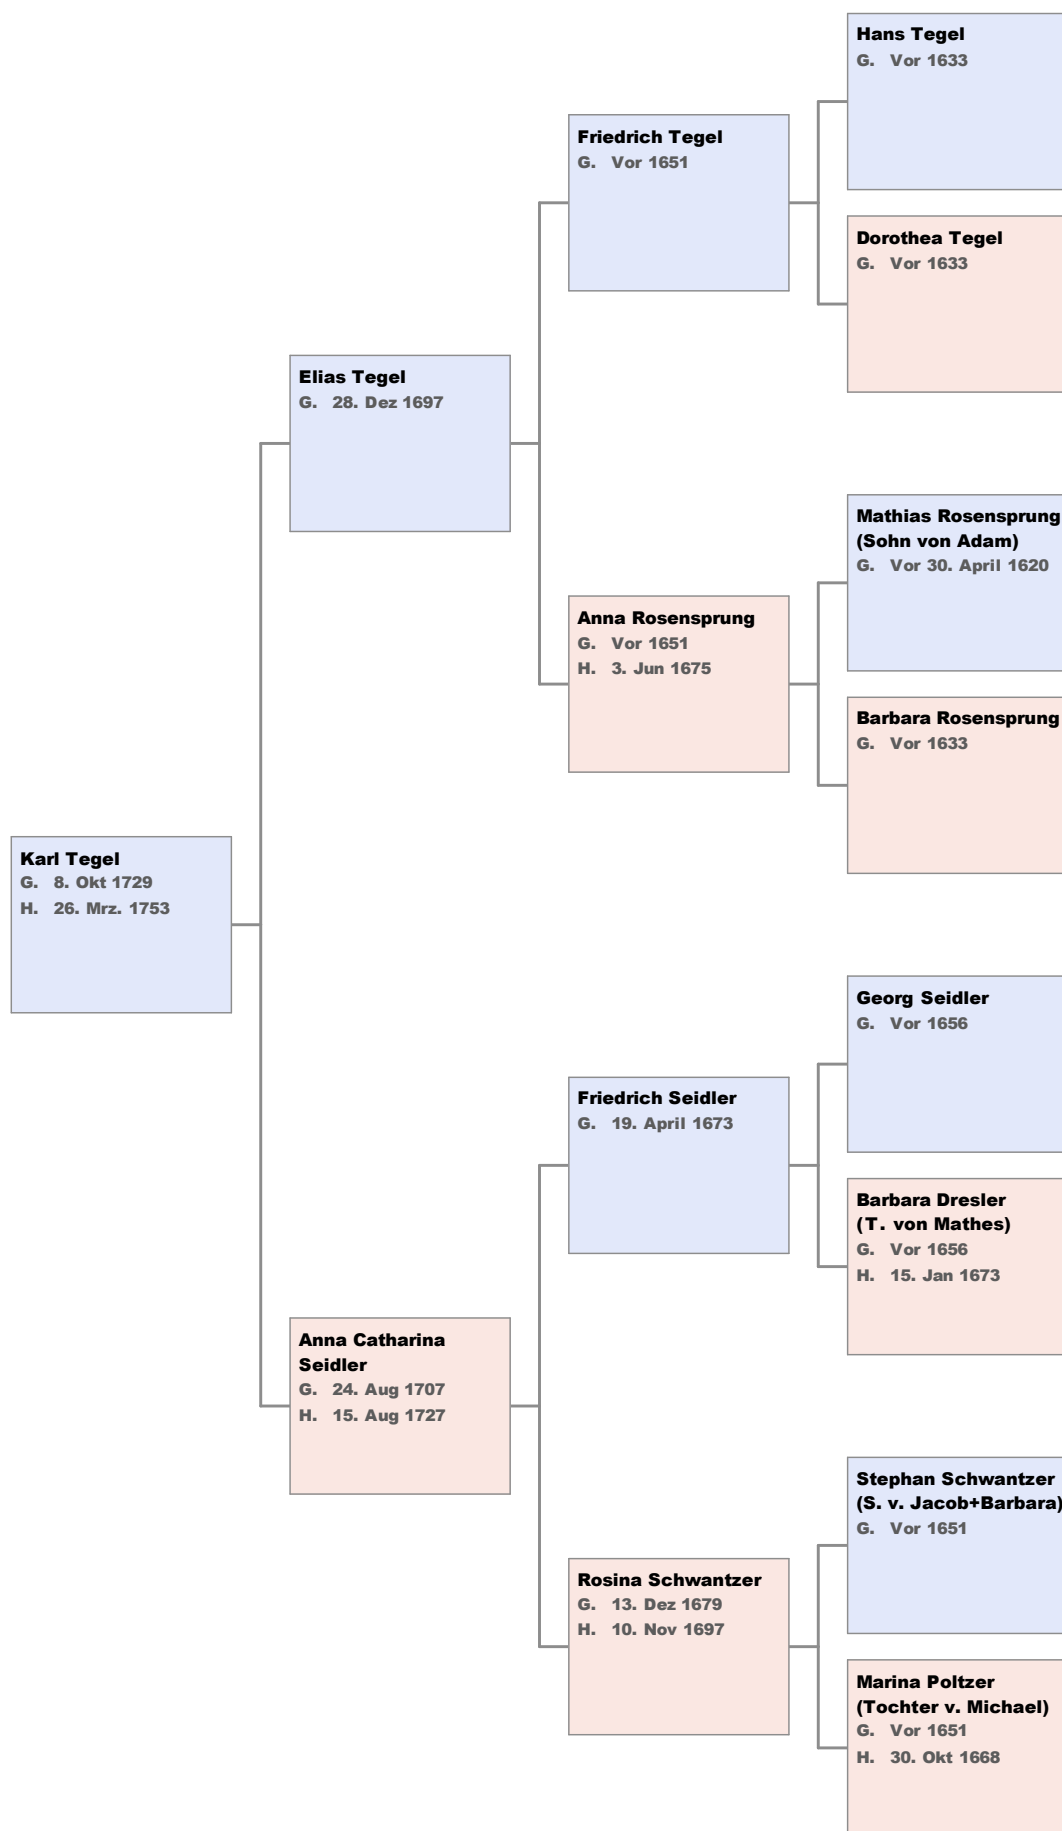 Hans Tegel
G. Vor 1633
Friedrich Tegel
G. Vor 1651
Dorothea Tegel
G. Vor 1633
Elias Tegel
G. 28. Dez 1697
Mathias Rosensprung
(Sohn von Adam)
G. Vor 30. April 1620
Anna Rosensprung
G. Vor 1651
H. 3. Jun 1675
Barbara Rosensprung
G. Vor 1633
Karl Tegel
G. 8. Okt 1729
H. 26. Mrz. 1753
Georg Seidler
G. Vor 1656
Friedrich Seidler
G. 19. April 1673
Barbara Dresler
(T. von Mathes)
G. Vor 1656
H. 15. Jan 1673
Anna Catharina
Seidler
G. 24. Aug 1707
H. 15. Aug 1727
Stephan Schwantzer
(S. v. Jacob+Barbara)
G. Vor 1651
Rosina Schwantzer
G. 13. Dez 1679
H. 10. Nov 1697
Marina Poltzer
(Tochter v. Michael)
G. Vor 1651
H. 30. Okt 1668